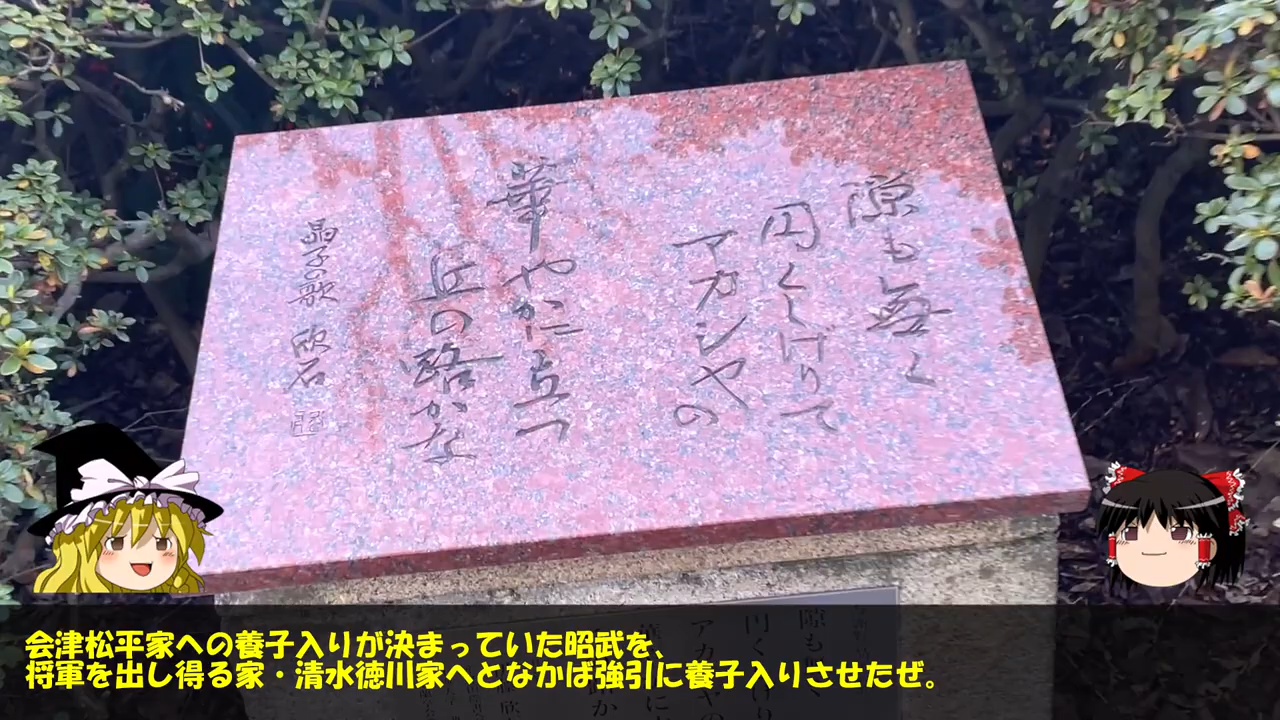 隙も無く
円くしげりて
アカシヤの
華やかに立つ
丘の路かな
晶子の歌 欣石
会津松平家への養子入りが決まっていた昭武を、
将軍を出し得る家・清水徳川家へとなかば強引に養子入りさせたぜ。